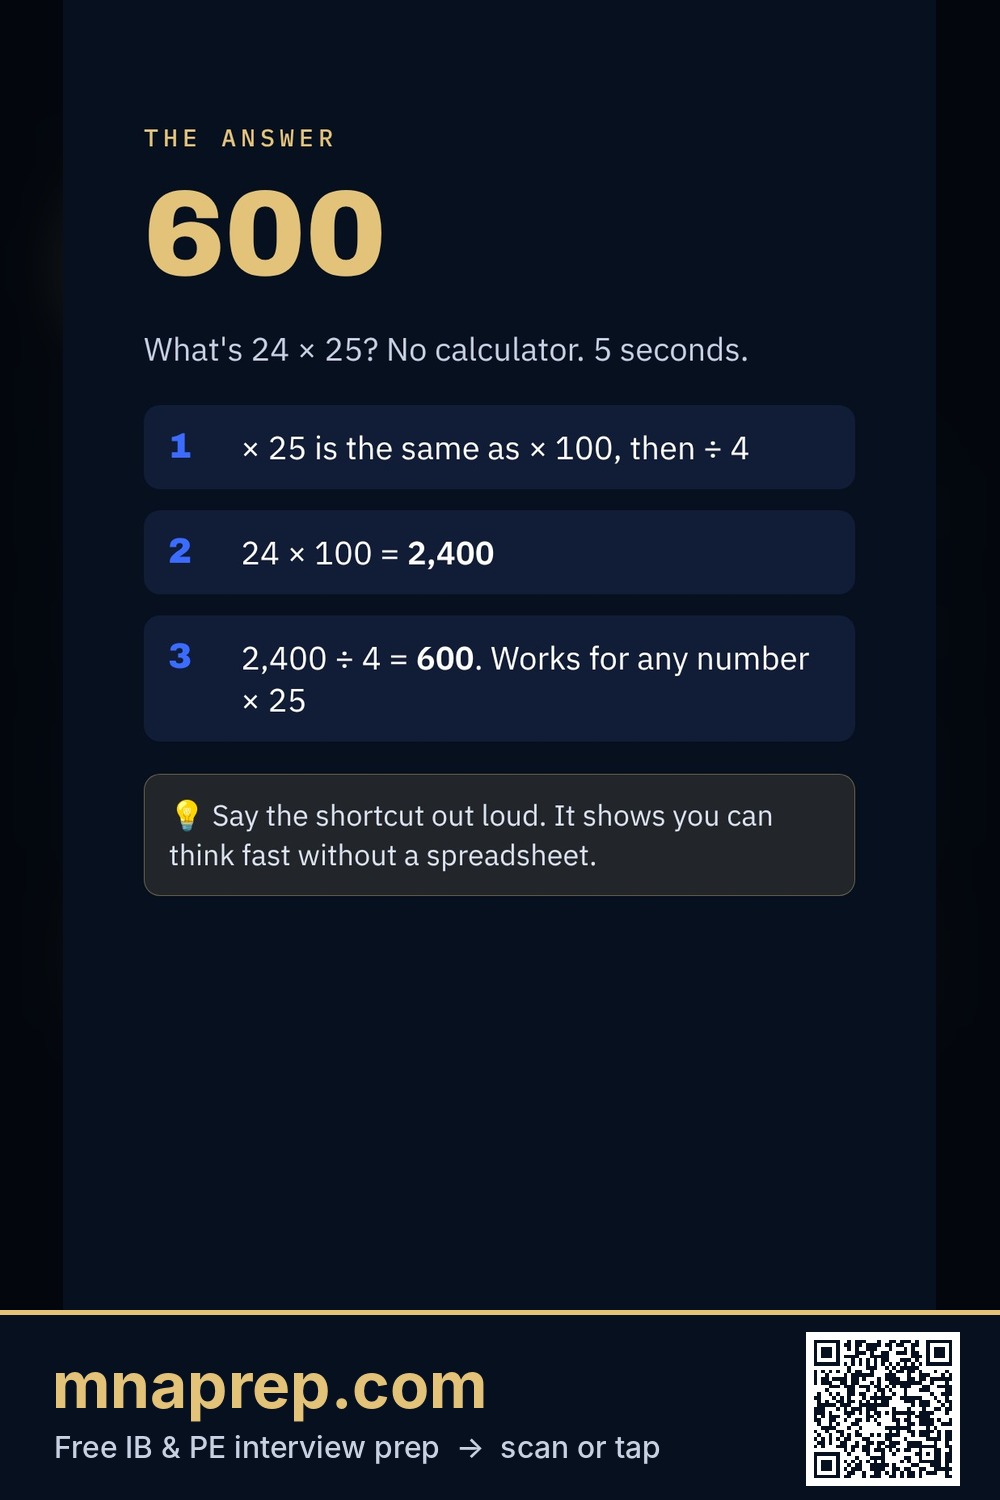 THE ANSWER
600
What's 24 × 25? No calculator. 5 seconds.
1 × 25 is the same as × 100, then ÷ 4
2 24 × 100 = 2,400
3 2,400 ÷ 4 = 600. Works for any number
× 25
💡 Say the shortcut out loud. It shows you can
think fast without a spreadsheet.
mnaprep.com
Free IB & PE interview prep → scan or tap